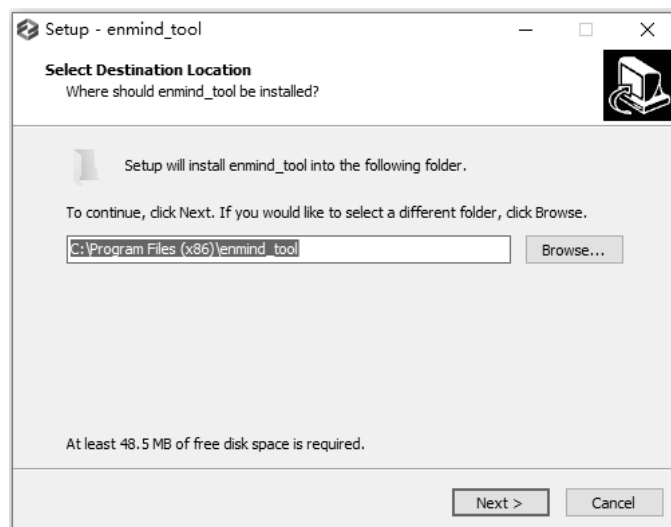 Setup - enmind_tool
Select Destination Location
Where should enmind_tool be installed?
Setup will install enmind_tool into the following folder.
To continue, click Next. If you would like to select a different folder, click Browse.
C:\Program Files (x86)\enmind_tool
Browse...
At least 48.5 MB of free disk space is required.
Next >
Cancel